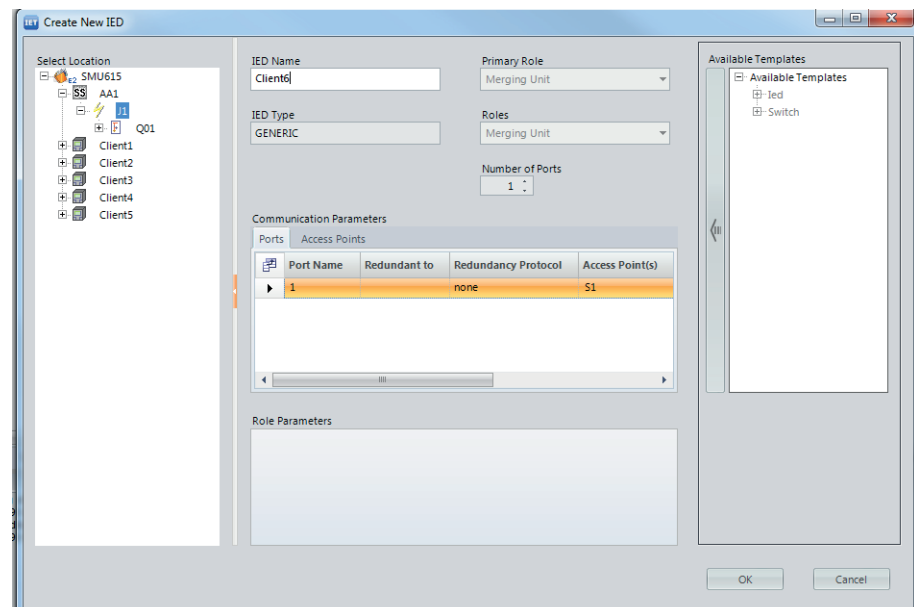 IET Create New IED
Select Location
E2 SMU615
SS AA1
J1
Q01
Client1
Client2
Client3
Client4
Client5
IED Name
Client6
Primary Role
Merging Unit
IED Type
GENERIC
Roles
Merging Unit
Number of Ports
1
Communication Parameters
Ports Access Points
Port Name Redundant to Redundancy Protocol Access Point(s)
1 none S1
Role Parameters
Available Templates
Available Templates
Ied
Switch
OK Cancel